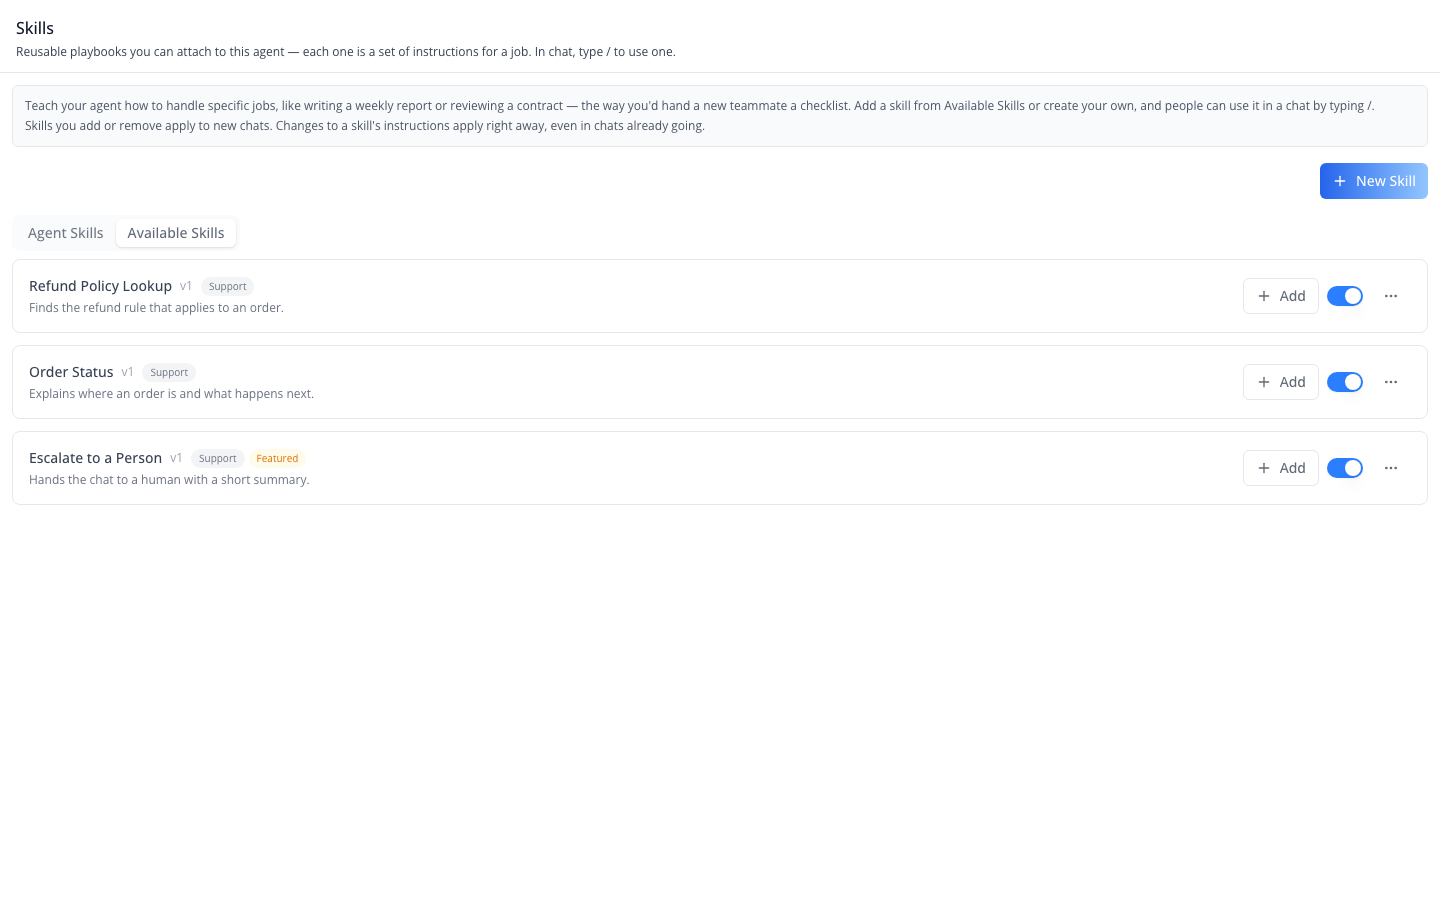 Skills
Reusable playbooks you can attach to this agent — each one is a set of instructions for a job. In chat, type / to use one.
Teach your agent how to handle specific jobs, like writing a weekly report or reviewing a contract — the way you'd hand a new teammate a checklist. Add a skill from Available Skills or create your own, and people can use it in a chat by typing /.
Skills you add or remove apply to new chats. Changes to a skill's instructions apply right away, even in chats already going.
New Skill
Agent Skills Available Skills
Refund Policy Lookup v1 Support
Finds the refund rule that applies to an order.
Add
Order Status v1 Support
Explains where an order is and what happens next.
Add
Escalate to a Person v1 Support Featured
Hands the chat to a human with a short summary.
Add